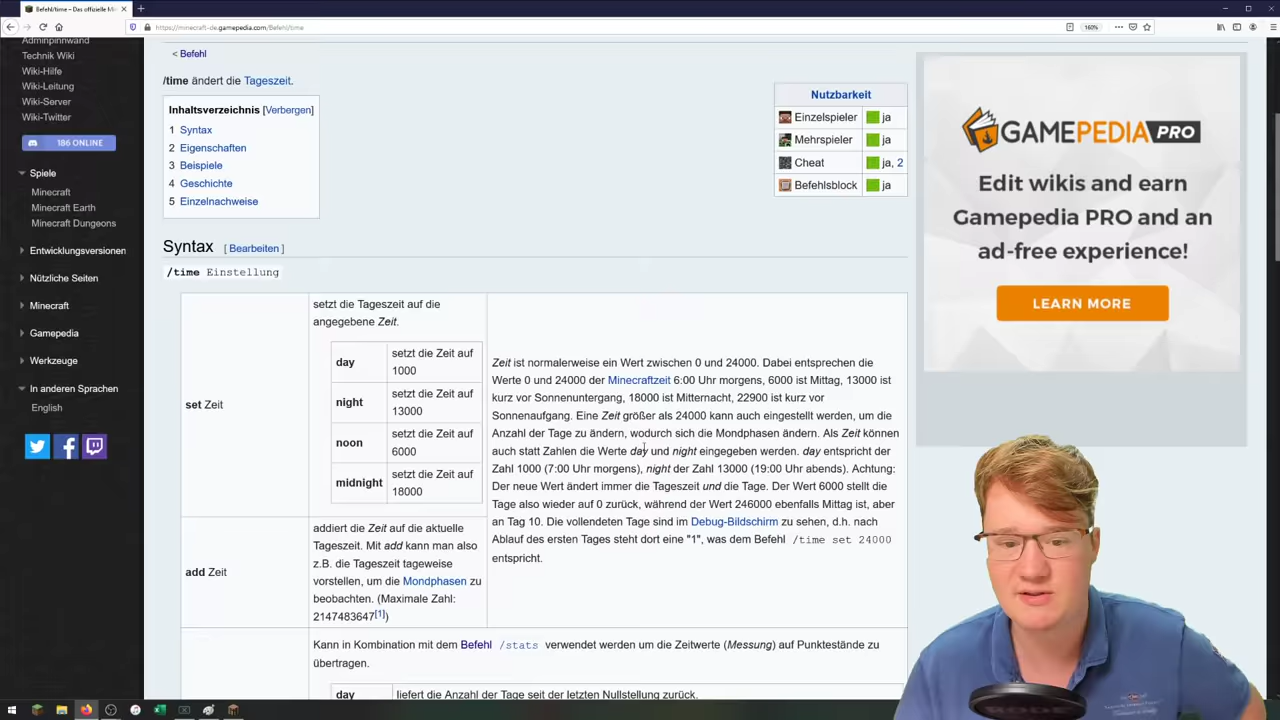 Befehl/time – Das offizielle Mi
https://minecraft-de.gamepedia.com/Befehl/time
160%
Adminpinnwand
Technik Wiki
Wiki-Hilfe
Wiki-Leitung
Wiki-Server
Wiki-Twitter
186 ONLINE
Spiele
Minecraft
Minecraft Earth
Minecraft Dungeons
Entwicklungsversionen
Nützliche Seiten
Minecraft
Gamepedia
Werkzeuge
In anderen Sprachen
English
< Befehl
/time ändert die Tageszeit.
Inhaltsverzeichnis [Verbergen]
1 Syntax
2 Eigenschaften
3 Beispiele
4 Geschichte
5 Einzelnachweise
Nutzbarkeit
Einzelspieler ja
Mehrspieler ja
Cheat ja, 2
Befehlsblock ja
Syntax [ Bearbeiten ]
/time Einstellung
set Zeit
setzt die Tageszeit auf die
angegebene Zeit.
day setzt die Zeit auf
1000
night setzt die Zeit auf
13000
noon setzt die Zeit auf
6000
midnight setzt die Zeit auf
18000
Zeit ist normalerweise ein Wert zwischen 0 und 24000. Dabei entsprechen die
Werte 0 und 24000 der Minecraftzeit 6:00 Uhr morgens, 6000 ist Mittag, 13000 ist
kurz vor Sonnenuntergang, 18000 ist Mitternacht, 22900 ist kurz vor
Sonnenaufgang. Eine Zeit größer als 24000 kann auch eingestellt werden, um die
Anzahl der Tage zu ändern, wodurch sich die Mondphasen ändern. Als Zeit können
auch statt Zahlen die Werte day und night eingegeben werden. day entspricht der
Zahl 1000 (7:00 Uhr morgens), night der Zahl 13000 (19:00 Uhr abends). Achtung:
Der neue Wert ändert immer die Tageszeit und die Tage. Der Wert 6000 stellt die
Tage also wieder auf 0 zurück, während der Wert 246000 ebenfalls Mittag ist, aber
an Tag 10. Die vollendeten Tage sind im Debug-Bildschirm zu sehen, d.h. nach
Ablauf des ersten Tages steht dort eine "1", was dem Befehl /time set 24000
entspricht.
add Zeit
addiert die Zeit auf die aktuelle
Tageszeit. Mit add kann man also
z.B. die Tageszeit tageweise
vorstellen, um die Mondphasen zu
beobachten. (Maximale Zahl:
2147483647[1])
Kann in Kombination mit dem Befehl /stats verwendet werden um die Zeitwerte (Messung) auf Punktestände zu
übertragen.
day liefert die Anzahl der Tage seit der letzten Nullstellung zurück.
GAMEPEDIA PRO
Edit wikis and earn
Gamepedia PRO and an
ad-free experience!
LEARN MORE
RODE